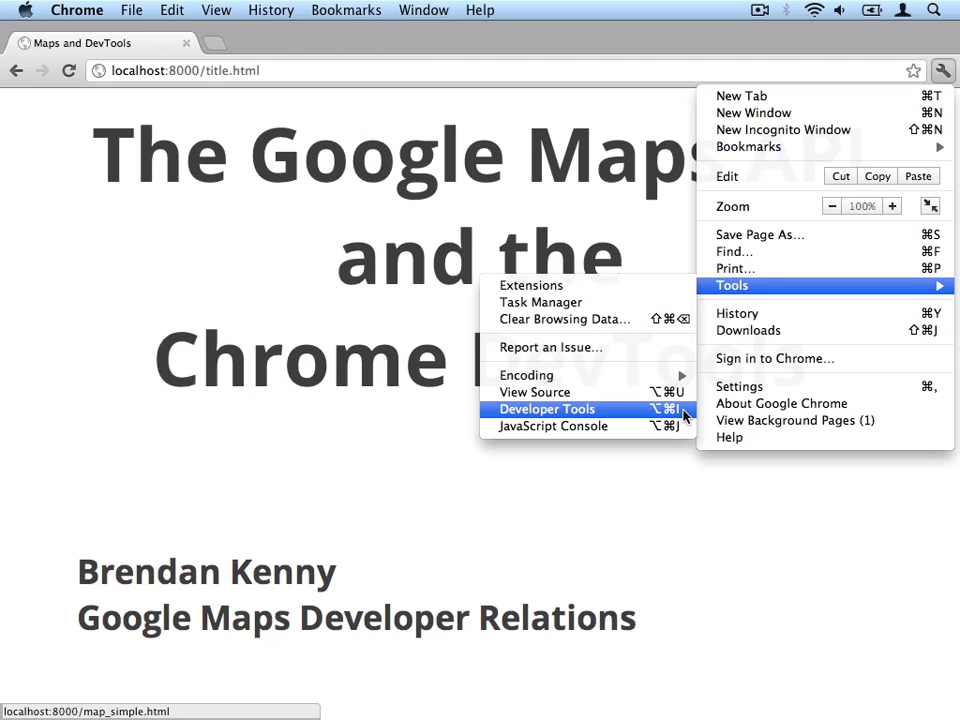 Chrome File Edit View History Bookmarks Window Help
Maps and DevTools
localhost:8000/title.html
The Google Maps API
and the
Chrome DevTools
Brendan Kenny
Google Maps Developer Relations
New Tab ⌘T
New Window ⌘N
New Incognito Window ⇧⌘N
Bookmarks
Edit Cut Copy Paste
Zoom − 100% +
Save Page As... ⌘S
Find... ⌘F
Print... ⌘P
Tools
History ⌘Y
Downloads ⇧⌘J
Sign in to Chrome...
Settings ⌘,
About Google Chrome
View Background Pages (1)
Help
Extensions
Task Manager
Clear Browsing Data... ⇧⌘⌫
Report an Issue...
Encoding
View Source ⌥⌘U
Developer Tools ⌥⌘I
JavaScript Console ⌥⌘J
localhost:8000/map_simple.html